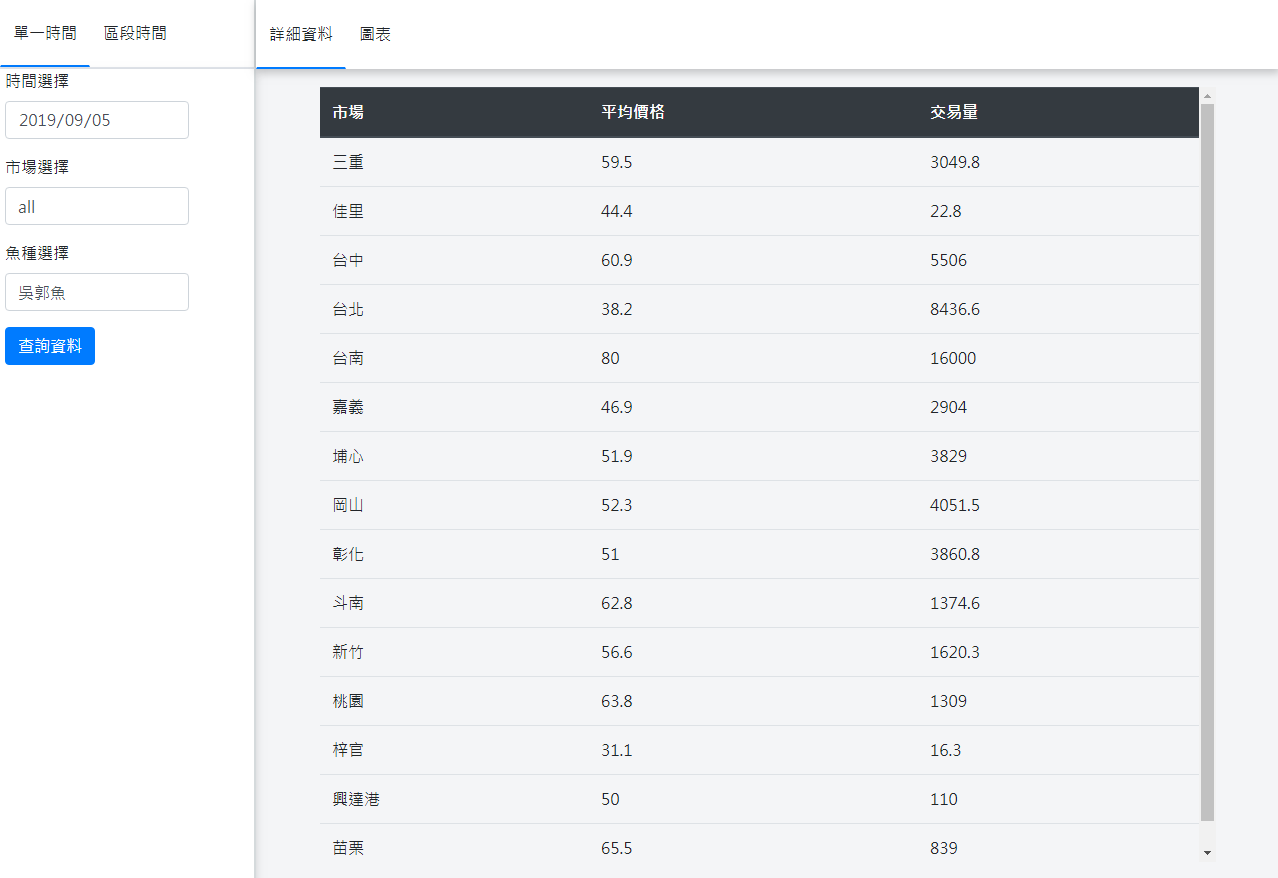 單一時間 區段時間
詳細資料 圖表
時間選擇
2019/09/05
市場選擇
all
魚種選擇
吳郭魚
查詢資料
市場 平均價格 交易量
三重 59.5 3049.8
佳里 44.4 22.8
台中 60.9 5506
台北 38.2 8436.6
台南 80 16000
嘉義 46.9 2904
埔心 51.9 3829
岡山 52.3 4051.5
彰化 51 3860.8
斗南 62.8 1374.6
新竹 56.6 1620.3
桃園 63.8 1309
梓官 31.1 16.3
興達港 50 110
苗栗 65.5 839